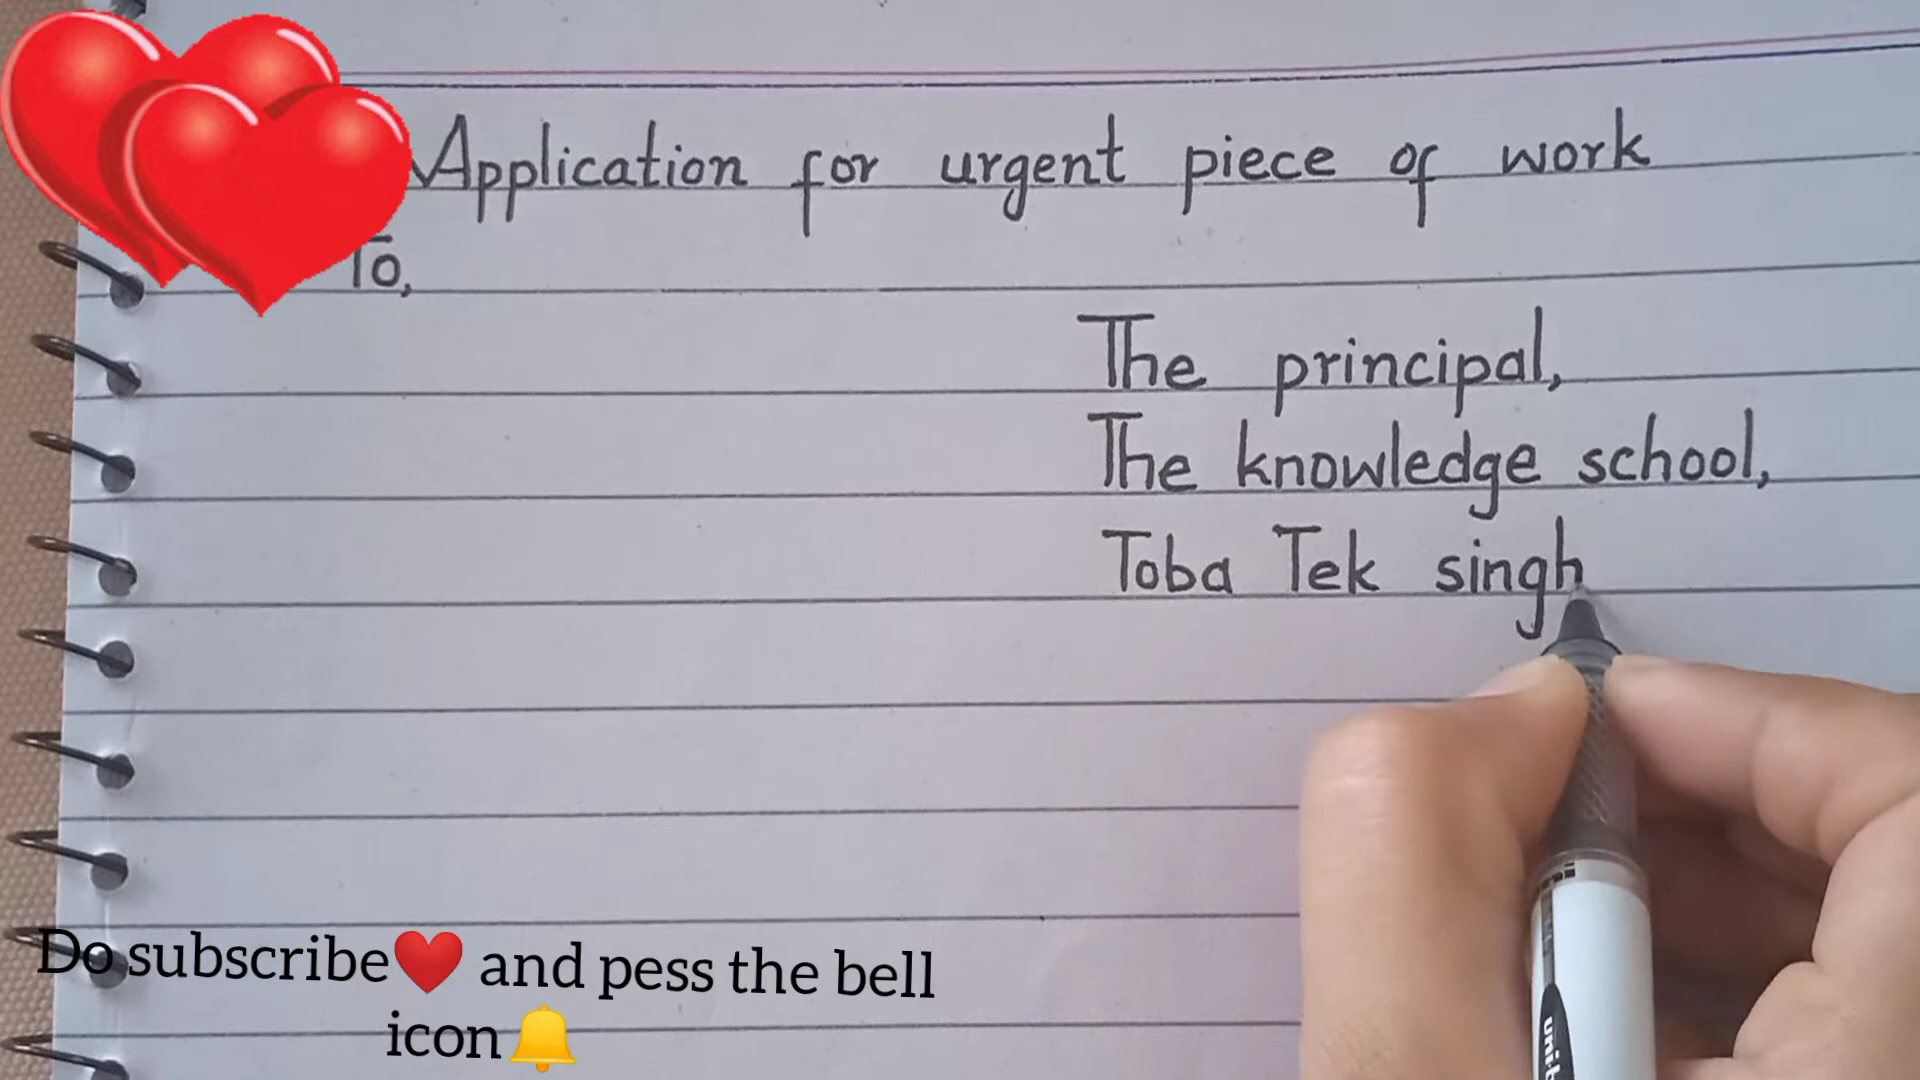 Application for urgent piece of work
To,
The principal,
The knowledge school,
Toba Tek singh
Do subscribe❤️ and pess the bell
icon🔔
uni-b